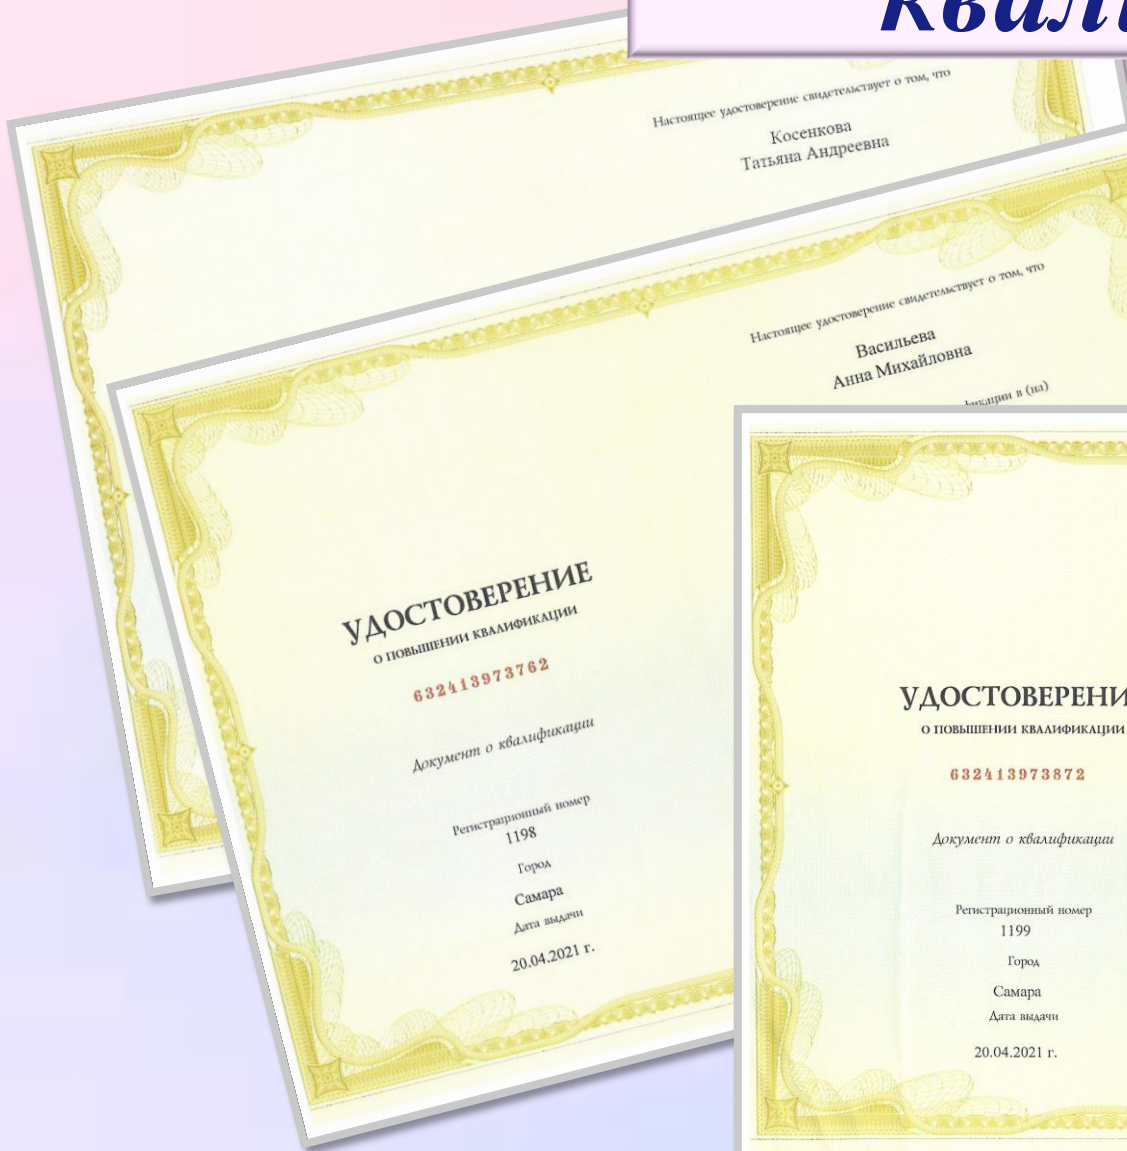 Настоящее удостоверение свидетельствует о том, что
Косенкова
Татьяна Андреевна
Настоящее удостоверение свидетельствует о том, что
Васильева
Анна Михайловна
в (на)
УДОСТОВЕРЕНИЕ
О ПОВЫШЕНИИ КВАЛИФИКАЦИИ
632413973762
Документ о квалификации
Регистрационный номер
1198
Город
Самара
Дата выдачи
20.04.2021 г.
УДОСТОВЕРЕНИ
О ПОВЫШЕНИИ КВАЛИФИКАЦИИ
632413973872
Документ о квалификации
Регистрационный номер
1199
Город
Самара
Дата выдачи
20.04.2021 г.